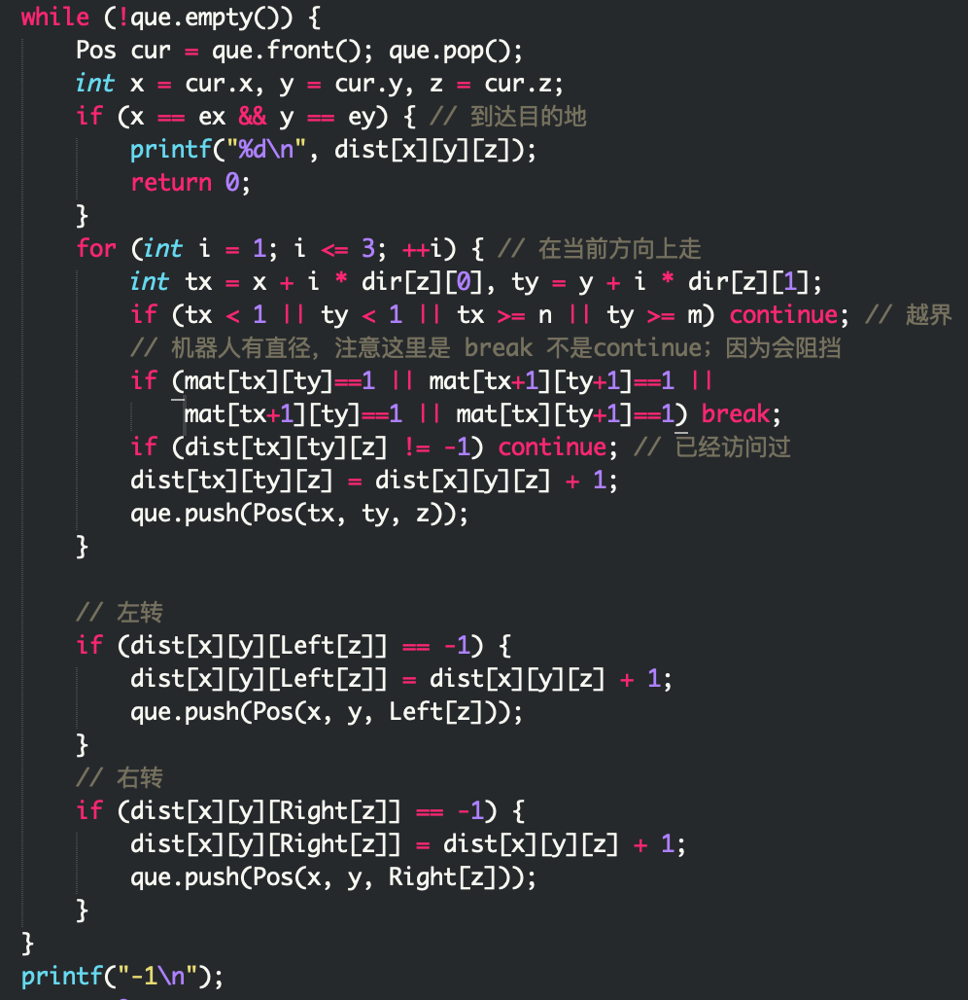 while (!que.empty()) {
    Pos cur = que.front(); que.pop();
    int x = cur.x, y = cur.y, z = cur.z;
    if (x == ex && y == ey) { // 到达目的地
        printf("%d\n", dist[x][y][z]);
        return 0;
    }
    for (int i = 1; i <= 3; ++i) { // 在当前方向上走
        int tx = x + i * dir[z][0], ty = y + i * dir[z][1];
        if (tx < 1 || ty < 1 || tx >= n || ty >= m) continue; // 越界
        // 机器人有直径，注意这里是 break 不是continue；因为会阻挡
        if (mat[tx][ty]==1 || mat[tx+1][ty+1]==1 ||
            mat[tx+1][ty]==1 || mat[tx][ty+1]==1) break;
        if (dist[tx][ty][z] != -1) continue; // 已经访问过
        dist[tx][ty][z] = dist[x][y][z] + 1;
        que.push(Pos(tx, ty, z));
    }

    // 左转
    if (dist[x][y][Left[z]] == -1) {
        dist[x][y][Left[z]] = dist[x][y][z] + 1;
        que.push(Pos(x, y, Left[z]));
    }
    // 右转
    if (dist[x][y][Right[z]] == -1) {
        dist[x][y][Right[z]] = dist[x][y][z] + 1;
        que.push(Pos(x, y, Right[z]));
    }
}
printf("-1\n");